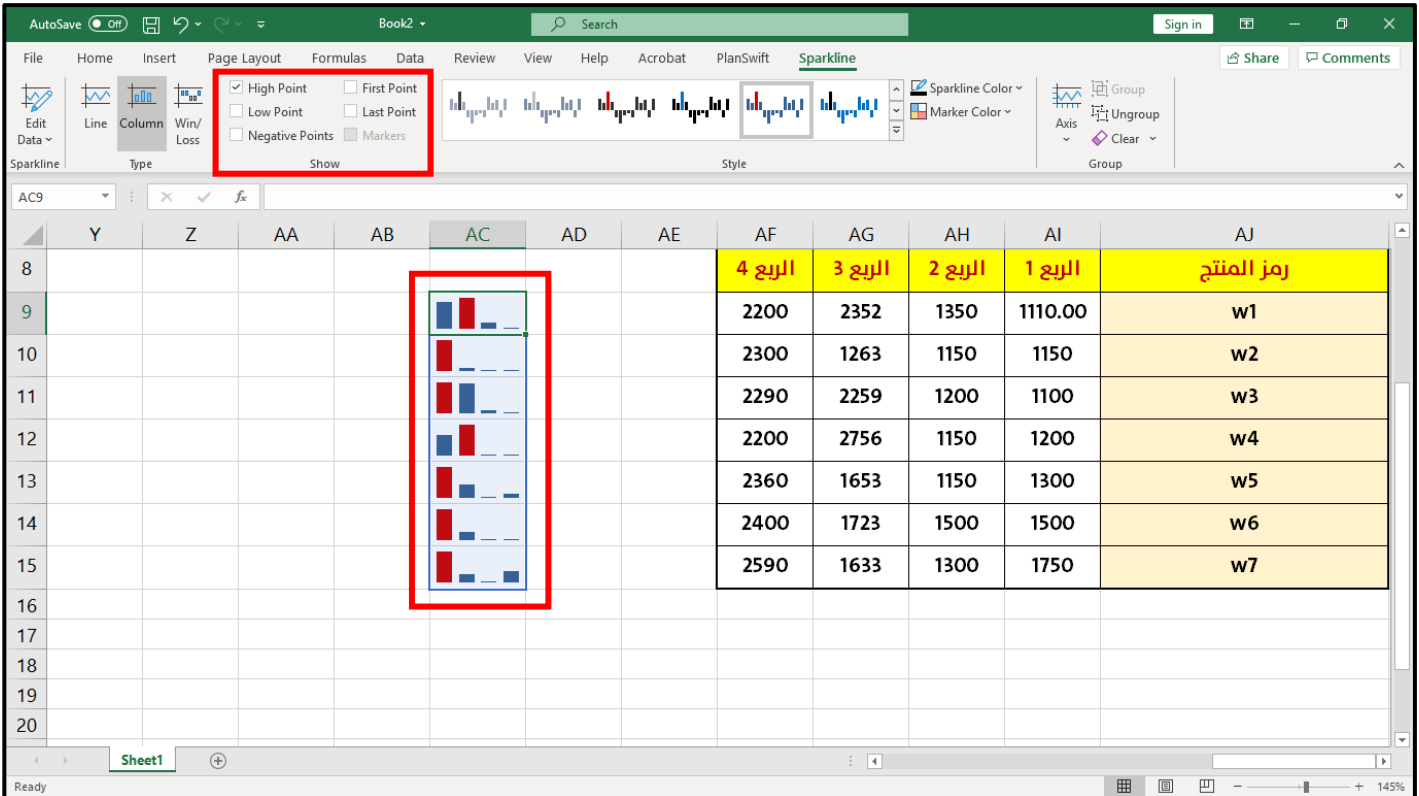 AutoSave Off Book2 Search Sign in
File Home Insert Page Layout Formulas Data Review View Help Acrobat PlanSwift Sparkline Share Comments
Edit Data Line Column Win/Loss
High Point First Point
Low Point Last Point
Negative Points Markers
Sparkline Color
Marker Color
Axis
Group
Ungroup
Clear
Sparkline Type Show Style Group
AC9 fx
Y Z AA AB AC AD AE AF AG AH AI AJ
8 الربع 4 الربع 3 الربع 2 الربع 1 رمز المنتج
9 2200 2352 1350 1110.00 w1
10 2300 1263 1150 1150 w2
11 2290 2259 1200 1100 w3
12 2200 2756 1150 1200 w4
13 2360 1653 1150 1300 w5
14 2400 1723 1500 1500 w6
15 2590 1633 1300 1750 w7
16
17
18
19
20
Sheet1
Ready 145%